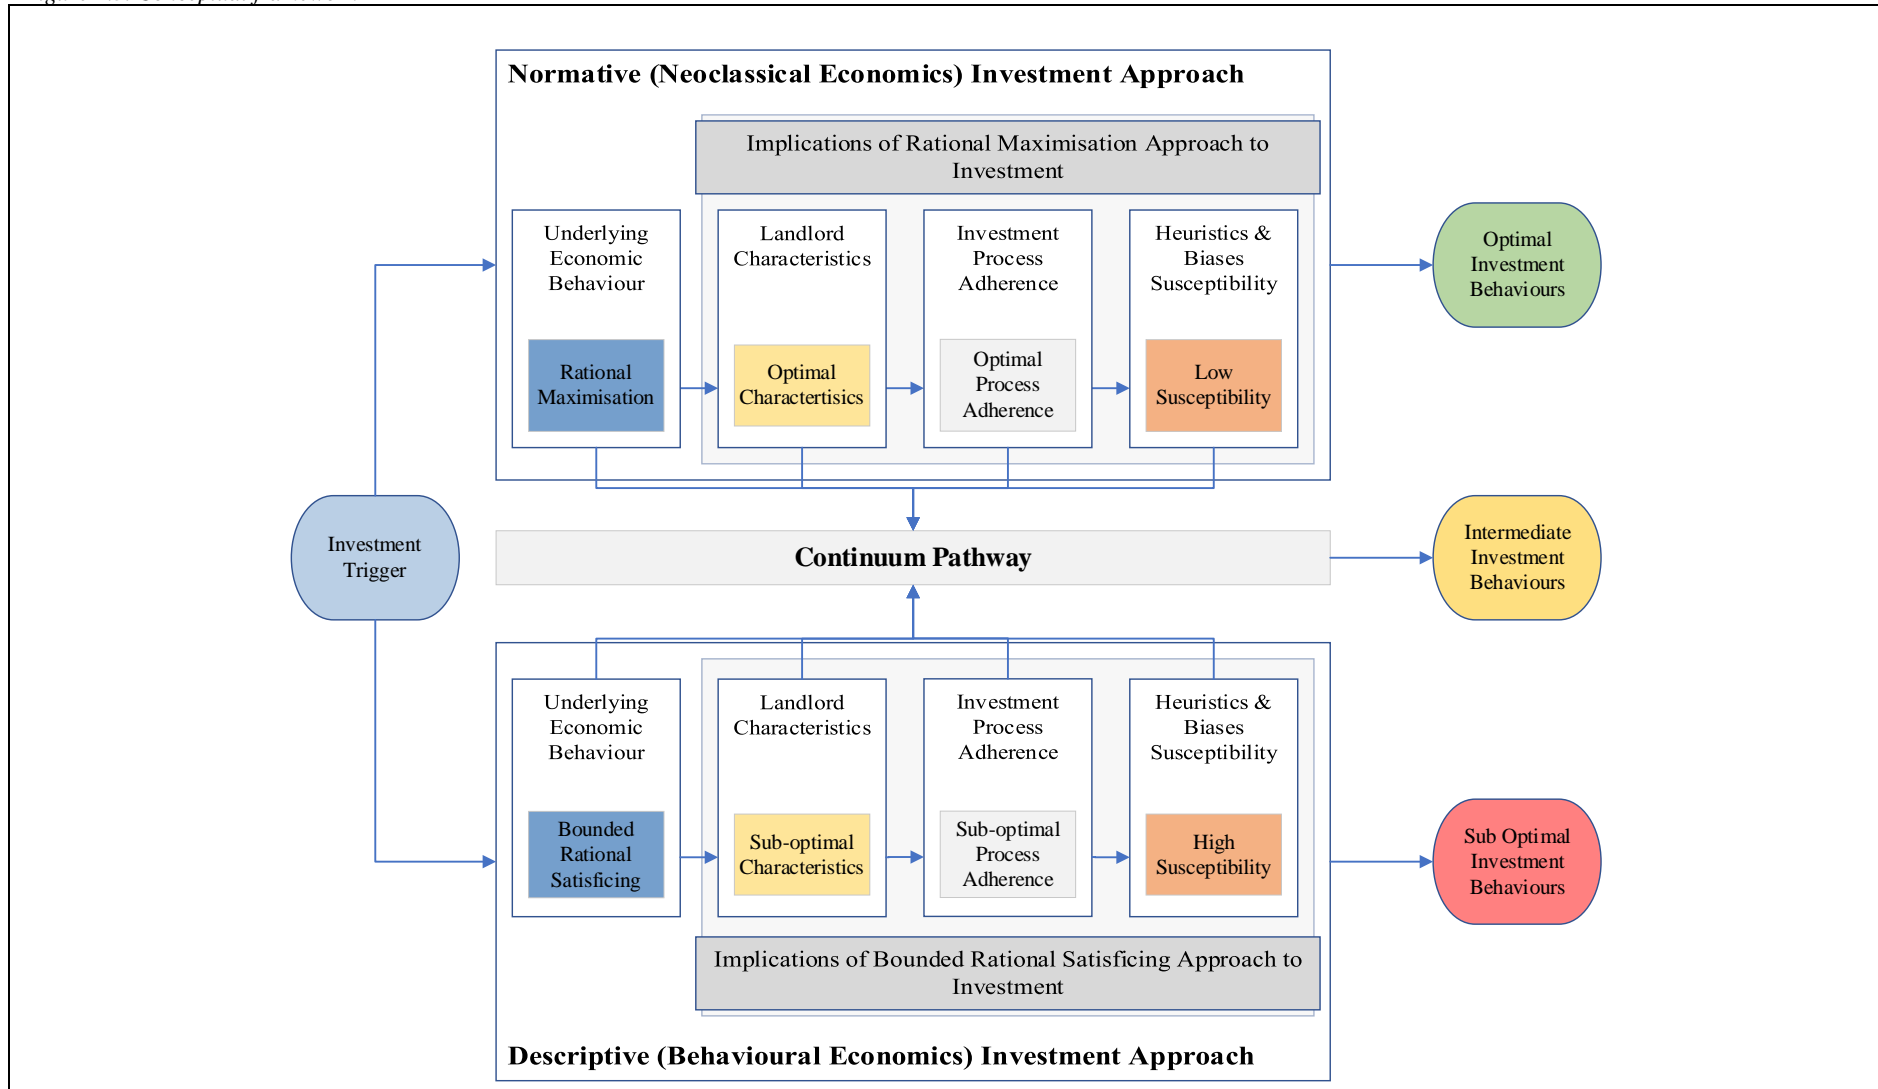 Normative (Neoclassical Economics) Investment Approach
Implications of Rational Maximisation Approach to
Investment
Underlying
Economic
Behaviour
Rational
Maximisation
Landlord
Characteristics
Optimal
Charactertisics
Investment
Process
Adherence
Optimal
Process
Adherence
Heuristics &
Biases
Susceptibility
Low
Susceptibility
Optimal
Investment
Behaviours
Investment
Trigger
Continuum Pathway
Intermediate
Investment
Behaviours
Underlying
Economic
Behaviour
Bounded
Rational
Satisficing
Landlord
Characteristics
Sub-optimal
Characteristics
Investment
Process
Adherence
Sub-optimal
Process
Adherence
Heuristics &
Biases
Susceptibility
High
Susceptibility
Sub Optimal
Investment
Behaviours
Implications of Bounded Rational Satisficing Approach to
Investment
Descriptive (Behavioural Economics) Investment Approach